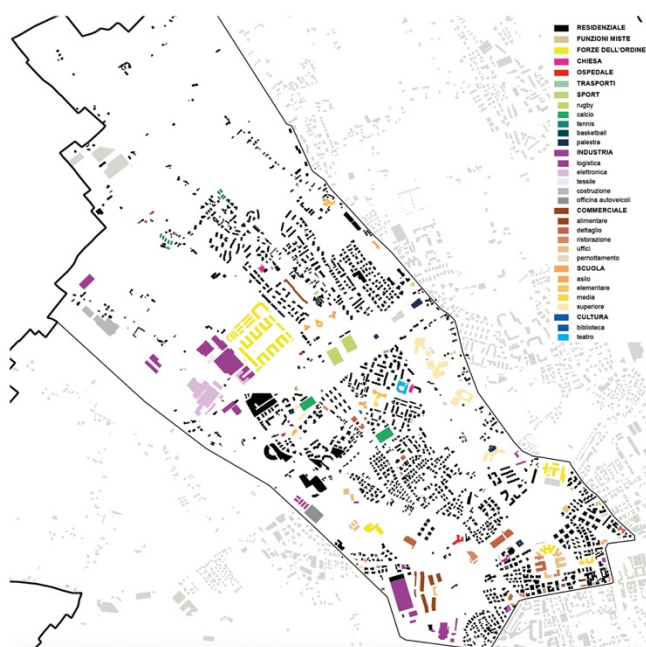 RESIDENZIALE
FUNZIONI MISTE
FORZE DELL'ORDINE
CHIESA
OSPEDALE
TRASPORTI
SPORT
rugby
calcio
tennis
basketball
palestra
INDUSTRIA
logistica
elettronica
tessile
costruzione
officina autoveicoli
COMMERCIALE
alimentare
dettaglio
ristorazione
uffici
pernottamento
SCUOLA
asilo
elementare
media
superiore
CULTURA
biblioteca
teatro